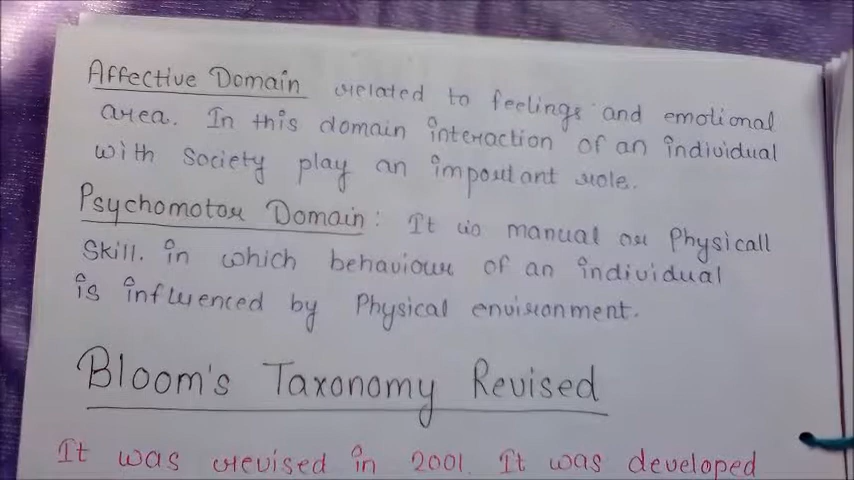 Affective Domain related to feelings and emotional
area. In this domain interaction of an individual
with society play an important role.
Psychomotor Domain: It is manual or Physicall
Skill. in which behaviour of an individual
is influenced by Physical environment.
Bloom's Taxonomy Revised
It was revised in 2001. It was developed